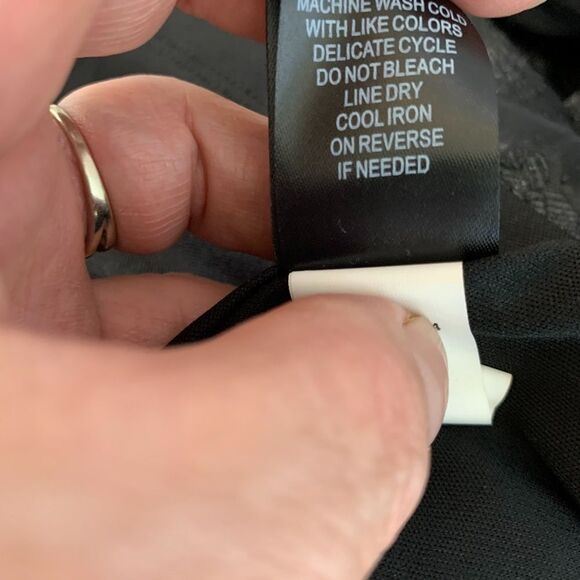 MACHINE WASH COLD
WITH LIKE COLORS
DELICATE CYCLE
DO NOT BLEACH
LINE DRY
COOL IRON
ON REVERSE
IF NEEDED